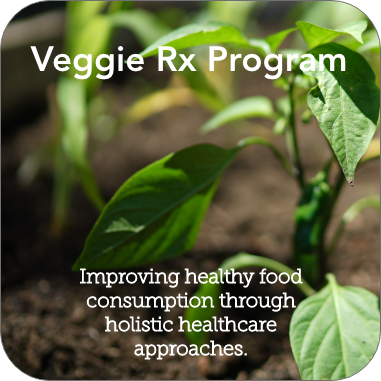 Veggie Rx Program
Improving healthy food
consumption through
holistic healthcare
approaches.